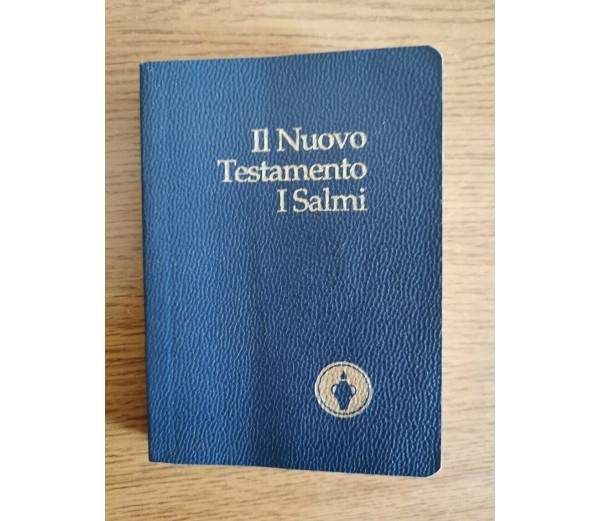 Il Nuovo
Testamento
I Salmi